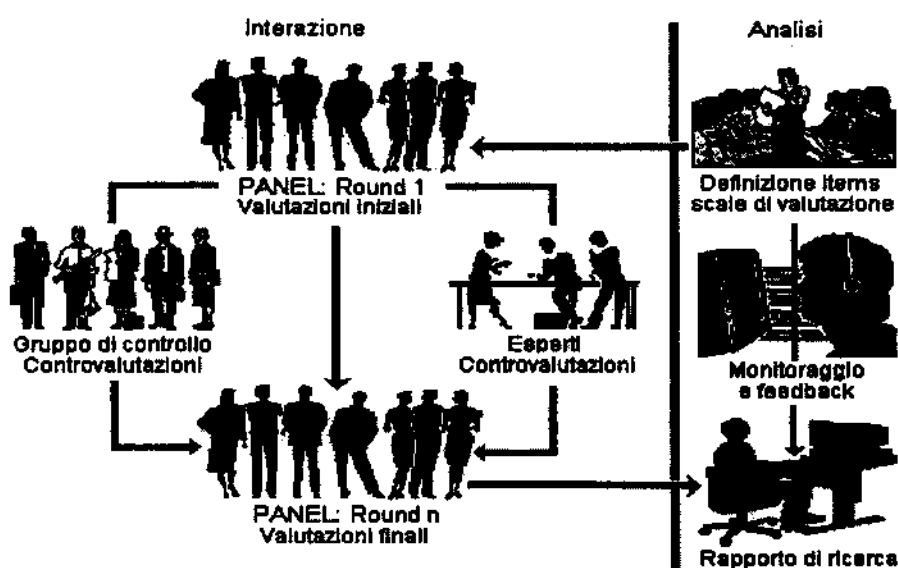 Interazione
Analisi
PANEL: Round 1
Valutazioni iniziali
Definizione items
scale di valutazione
Gruppo di controllo
Controvalutazioni
Esperti
Controvalutazioni
Monitoraggio
e feedback
PANEL: Round n
Valutazioni finali
Rapporto di ricerca